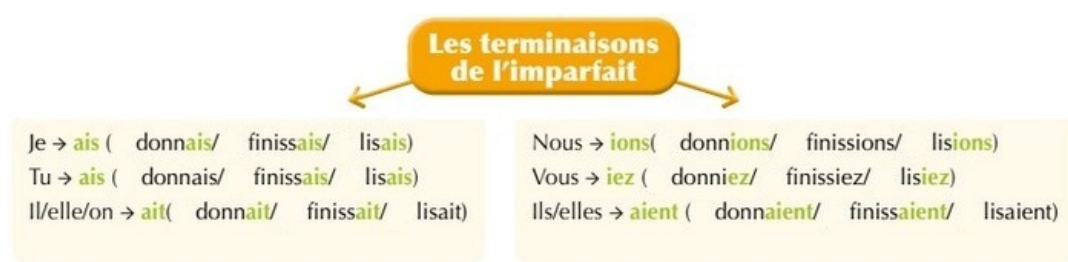 Les terminaisons
de l'imparfait
Je → ais ( donnais/ finissais/ lisais)
Tu → ais ( donnais/ finissais/ lisais)
Il/elle/on → ait( donnait/ finissait/ lisait)
Nous → ions( donnions/ finissions/ lisions)
Vous → iez ( donniez/ finissiez/ lisiez)
Ils/elles → aient ( donnaient/ finissaient/ lisaient)